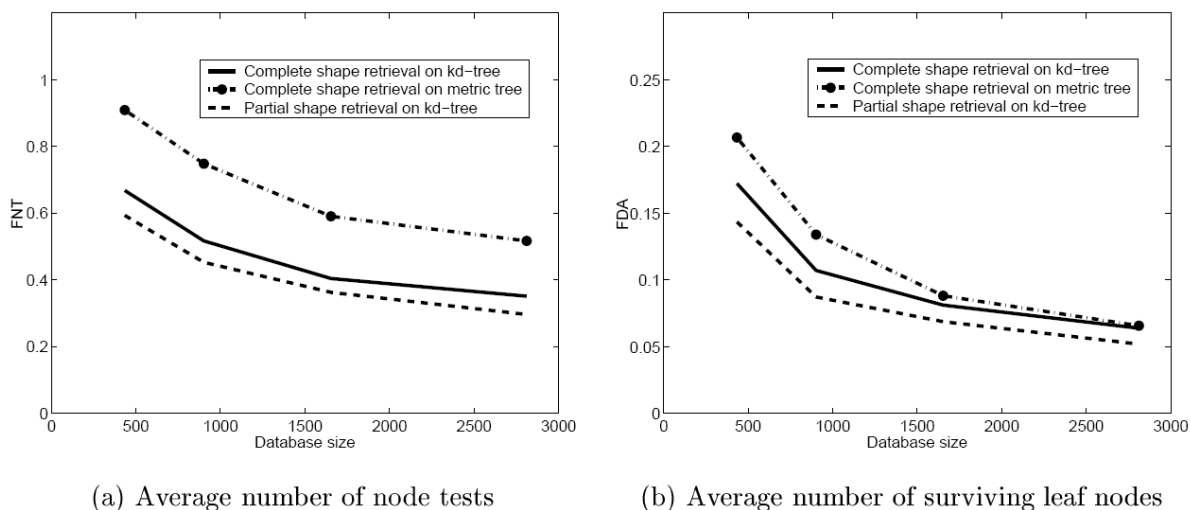 1
0.8
0.6
0.4
0.2
0
FNT
Complete shape retrieval on kd-tree
Complete shape retrieval on metric tree
Partial shape retrieval on kd-tree
0 500 1000 1500 2000 2500 3000
Database size
(a) Average number of node tests
0.25
0.2
0.15
0.1
0.05
0
FDA
Complete shape retrieval on kd-tree
Complete shape retrieval on metric tree
Partial shape retrieval on kd-tree
0 500 1000 1500 2000 2500 3000
Database size
(b) Average number of surviving leaf nodes